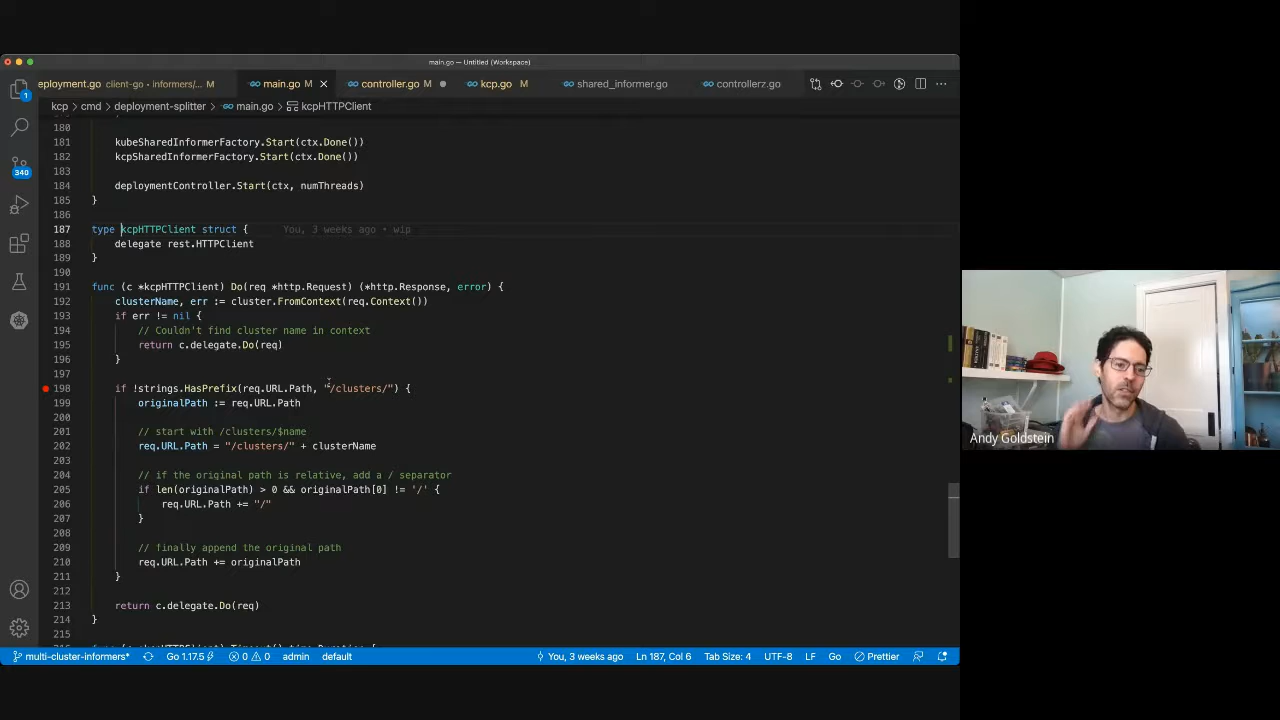 main.go — Untitled (Workspace)
eployment.go client-go • informers/... M
main.go M
controller.go M
kcp.go M
shared_informer.go
controllerz.go
kcp > cmd > deployment-splitter > main.go > kcpHTTPClient
180
181 kubeSharedInformerFactory.Start(ctx.Done())
182 kcpSharedInformerFactory.Start(ctx.Done())
183
184 deploymentController.Start(ctx, numThreads)
185 }
186
187 type kcpHTTPClient struct { You, 3 weeks ago • wip
188 delegate rest.HTTPClient
189 }
190
191 func (c *kcpHTTPClient) Do(req *http.Request) (*http.Response, error) {
192 clusterName, err := cluster.FromContext(req.Context())
193 if err != nil {
194 // Couldn't find cluster name in context
195 return c.delegate.Do(req)
196 }
197
198 if !strings.HasPrefix(req.URL.Path, "/clusters/") {
199 originalPath := req.URL.Path
200
201 // start with /clusters/$name
202 req.URL.Path = "/clusters/" + clusterName
203
204 // if the original path is relative, add a / separator
205 if len(originalPath) > 0 && originalPath[0] != '/' {
206 req.URL.Path += "/"
207 }
208
209 // finally append the original path
210 req.URL.Path += originalPath
211 }
212
213 return c.delegate.Do(req)
214 }
215
1
340
Andy Goldstein
multi-cluster-informers* Go 1.17.5 0 0 admin default You, 3 weeks ago Ln 187, Col 6 Tab Size: 4 UTF-8 LF Go Prettier